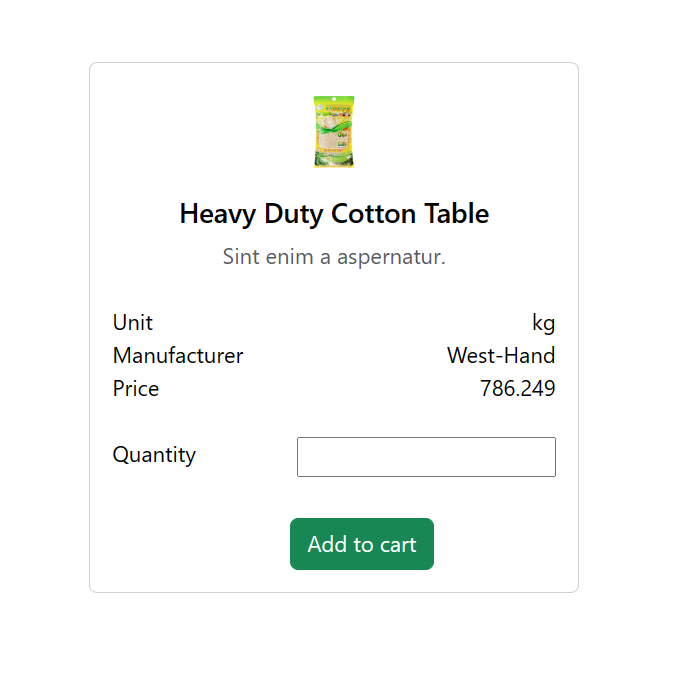 Heavy Duty Cotton Table
Sint enim a aspernatur.
Unit kg
Manufacturer West-Hand
Price 786.249
Quantity
Add to cart